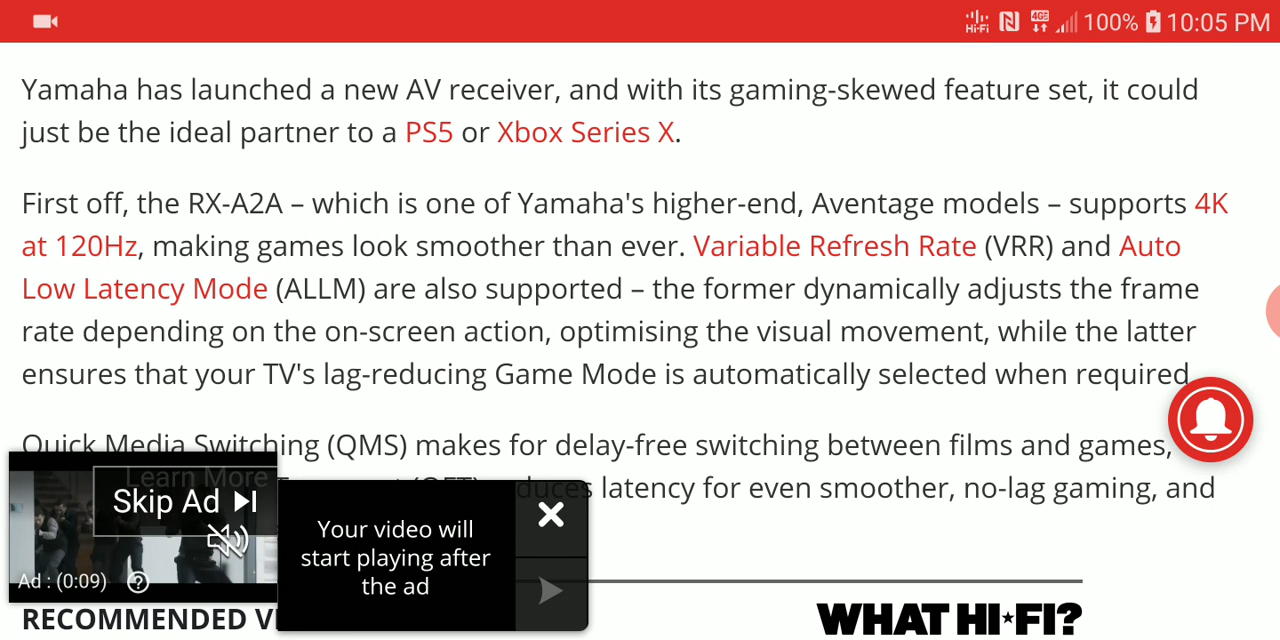 Hi-Fi 4GE 100% 10:05 PM
Yamaha has launched a new AV receiver, and with its gaming-skewed feature set, it could
just be the ideal partner to a PS5 or Xbox Series X.
First off, the RX-A2A – which is one of Yamaha's higher-end, Aventage models – supports 4K
at 120Hz, making games look smoother than ever. Variable Refresh Rate (VRR) and Auto
Low Latency Mode (ALLM) are also supported – the former dynamically adjusts the frame
rate depending on the on-screen action, optimising the visual movement, while the latter
ensures that your TV's lag-reducing Game Mode is automatically selected when required
Quick Media Switching (QMS) makes for delay-free switching between films and games,
latency for even smoother, no-lag gaming, and
Learn More
Skip Ad
Ad : (0:09)
Your video will
start playing after
the ad
RECOMMENDED
WHAT HI-FI?